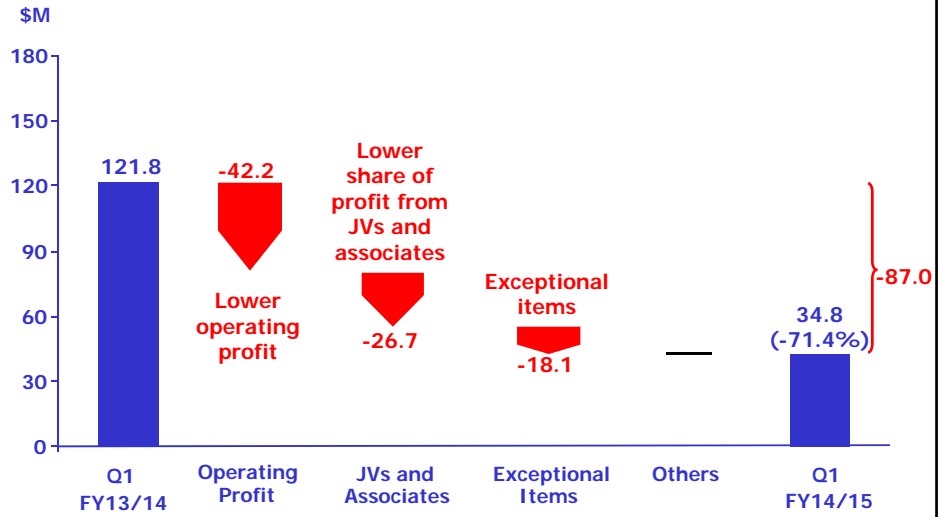 $M
180
150
120
90
60
30
0
121.8
-42.2
Lower
operating
profit
Lower
share of
profit from
JVs and
associates
-26.7
Exceptional
items
-18.1
34.8
(-71.4%)
-87.0
Q1
FY13/14
Operating
Profit
JVs and
Associates
Exceptional
Items
Others
Q1
FY14/15